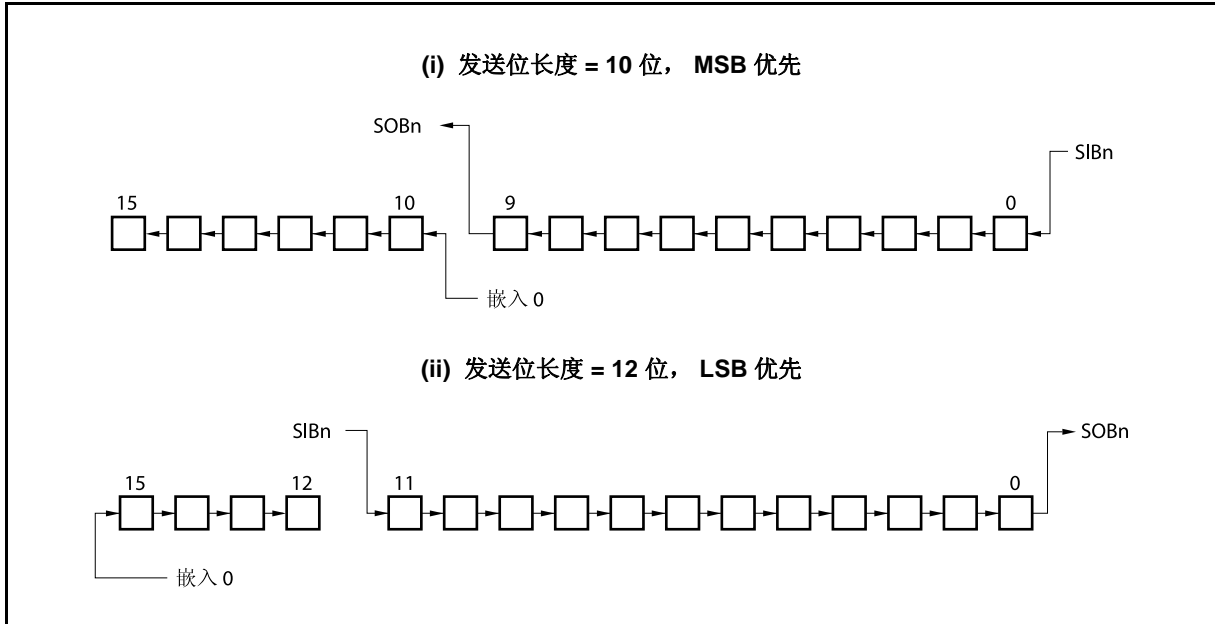 (i) 发送位长度 = 10 位， MSB 优先
SOBn
SIBn
15
10
9
0
嵌入 0
(ii) 发送位长度 = 12 位， LSB 优先
SIBn
SOBn
15
12
11
0
嵌入 0